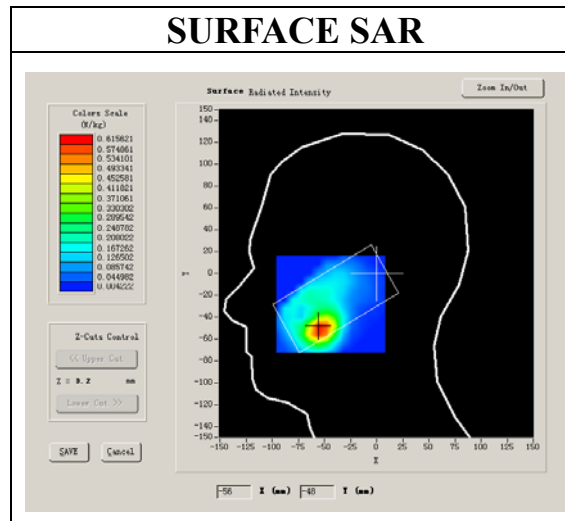 SURFACE SAR
Surface Radiated Intensity
Zoom In/Out
Colors Scale
(W/kg)
0.615621
0.574861
0.534101
0.493341
0.452581
0.411821
0.371061
0.330302
0.289542
0.248782
0.208022
0.167262
0.126502
0.085742
0.044982
0.004222
Z-Cuts Control
<< Upper Cut
Z = 0.2 mm
Lower Cut >>
SAVE
Cancel
150
140
120
100
80
60
40
20
0
-20
-40
-60
-80
-100
-120
-140
-150
Y
-150 -125 -100 -75 -50 -25 0 25 50 75 100 125 150
X
-56 X (mm) -48 Y (mm)